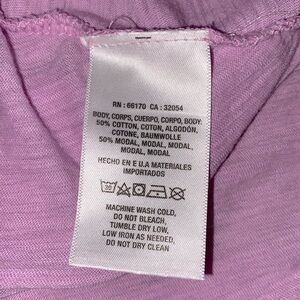 RN : 66170 CA : 32054
BODY, CORPS, CUERPO, CORPO, BODY:
50% COTTON, COTON, ALGODÓN,
COTONE, BAUMWOLLE
50% MODAL, MODAL, MODAL,
MODAL, MODAL
HECHO EN E U.A MATERIALES
IMPORTADOS
30
MACHINE WASH COLD,
DO NOT BLEACH,
TUMBLE DRY LOW,
LOW IRON AS NEEDED,
DO NOT DRY CLEAN